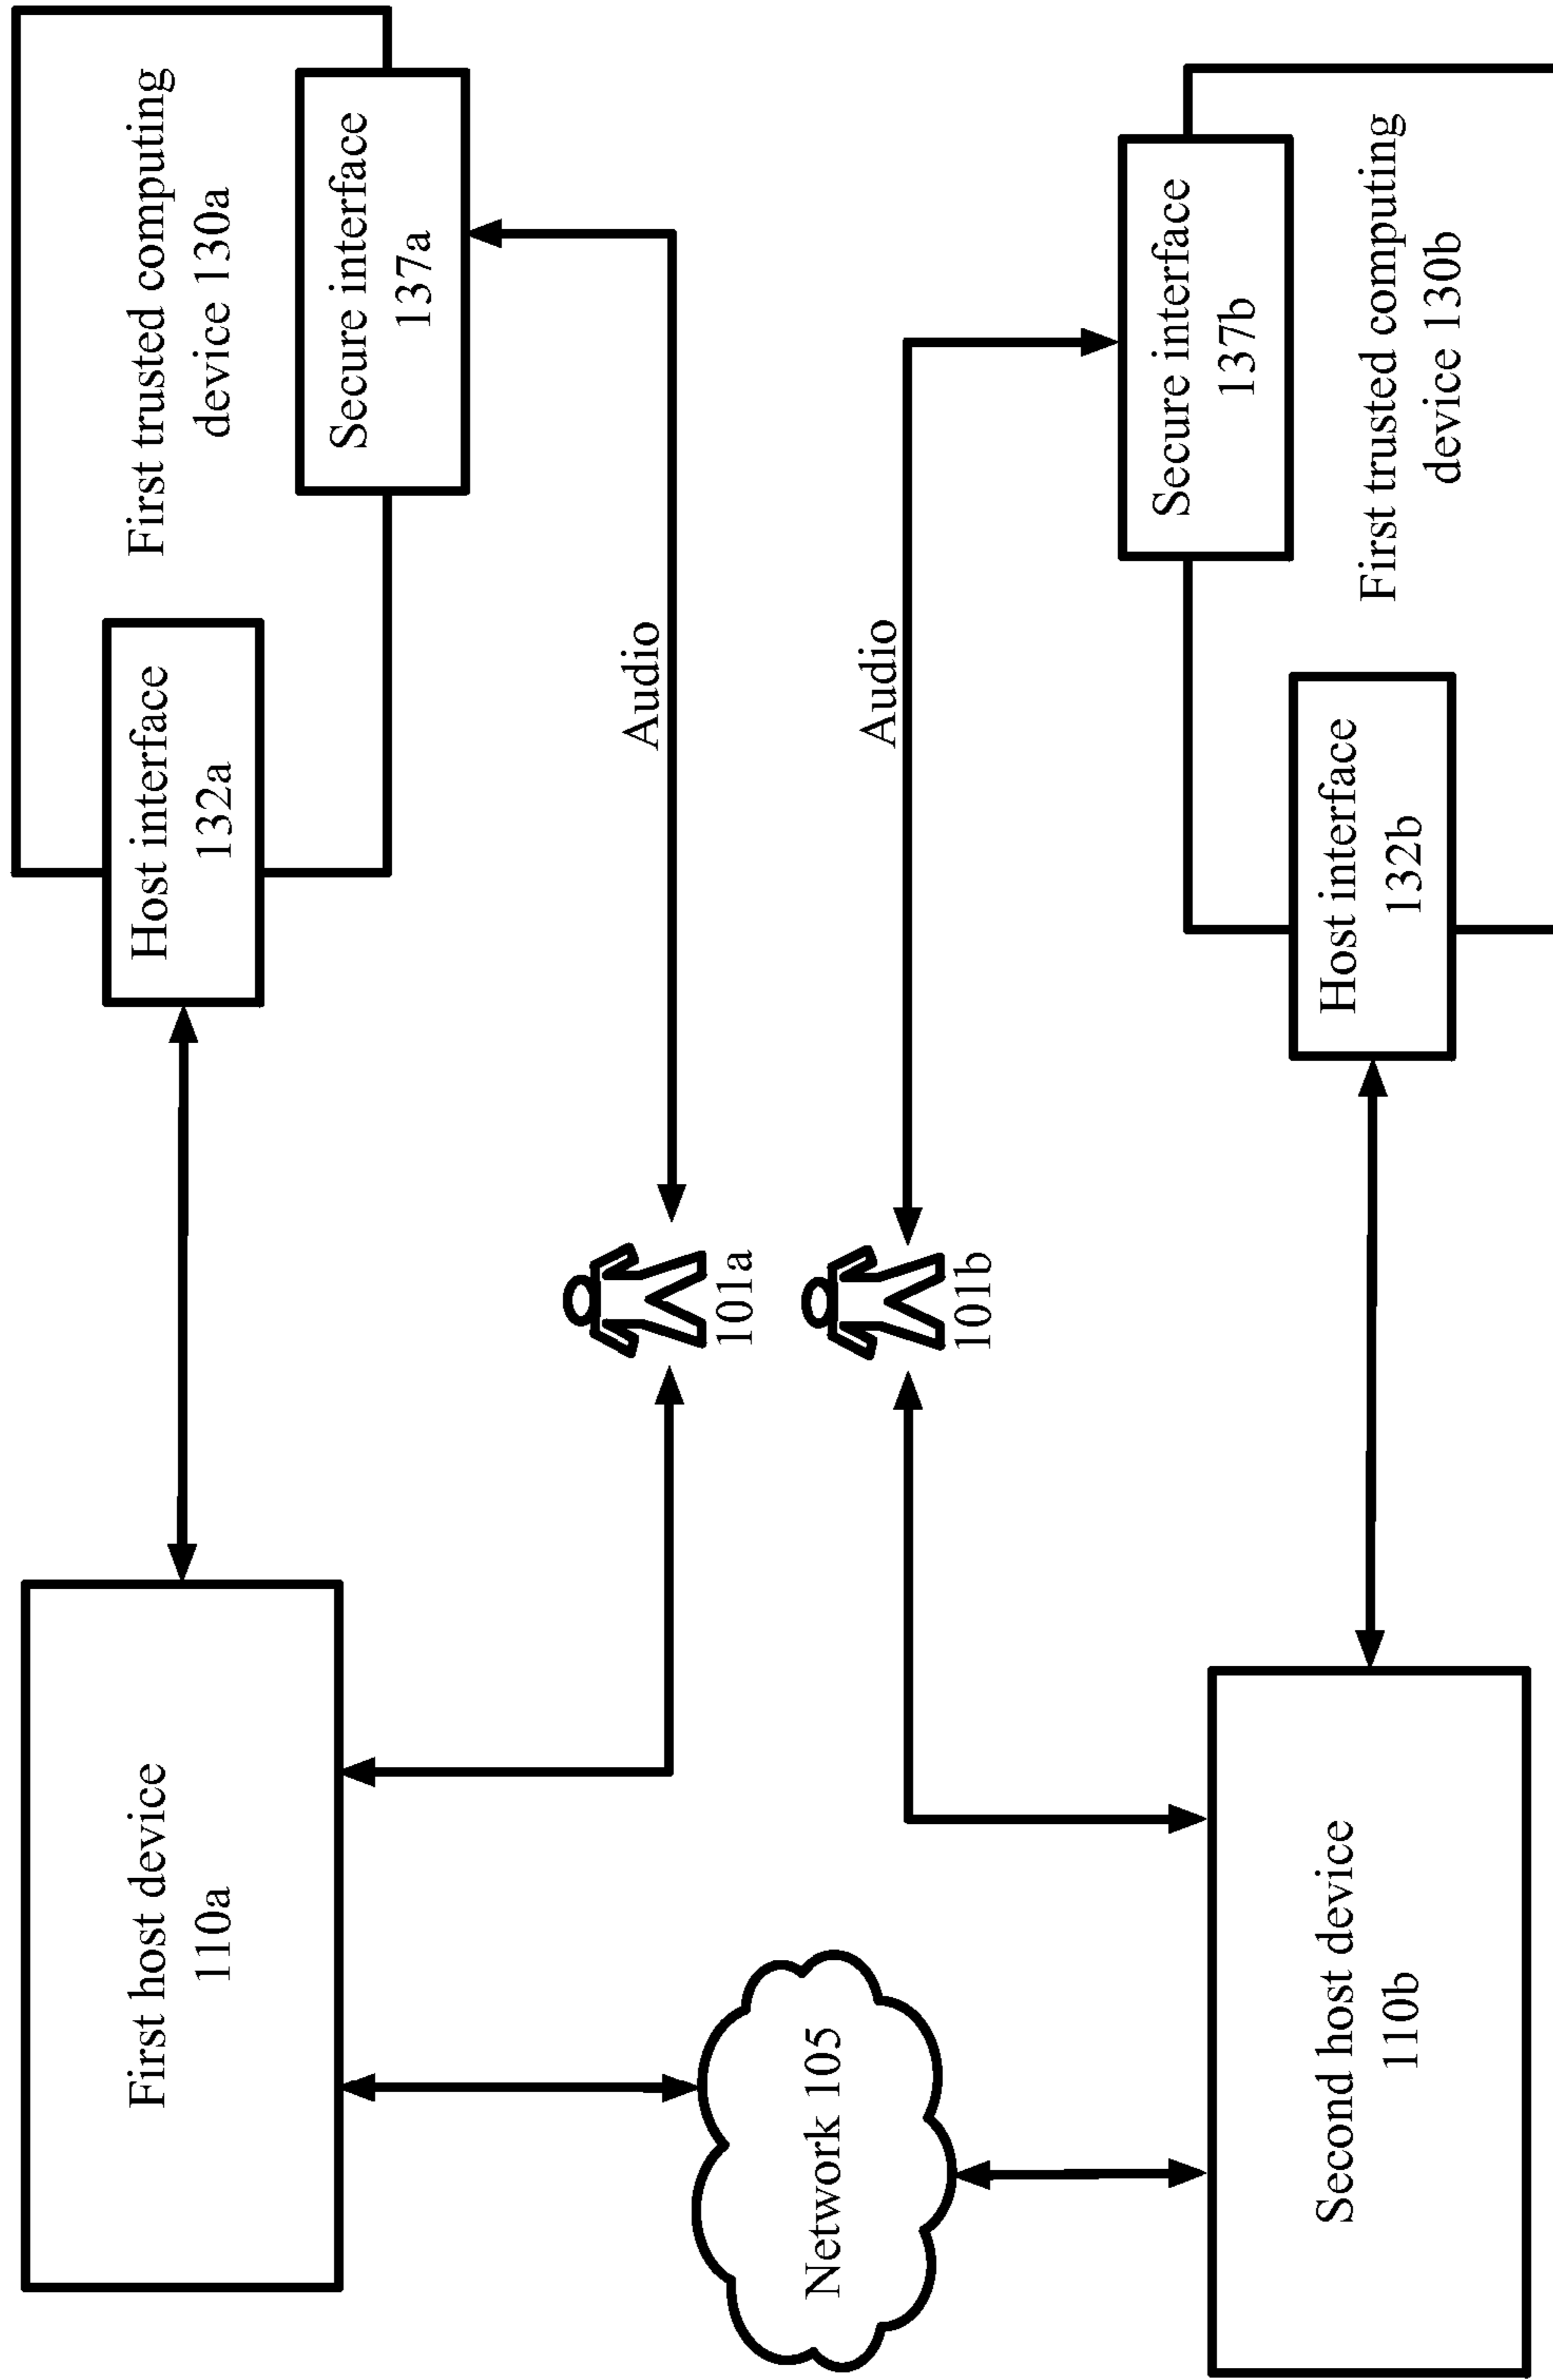 First host device
110a
Host interface
132a
First trusted computing
device 130a
Secure interface
137a
Audio
101a
Network 105
101b
Audio
Second host device
110b
Host interface
132b
Secure interface
137b
First trusted computing
device 130b